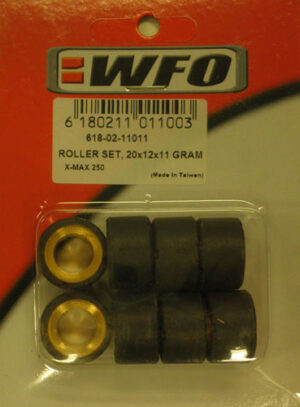 WFO
6 180211 011003
618-02-11011
ROLLER SET, 20x12x11 GRAM
X-MAX 250
(Made In Taiwan)